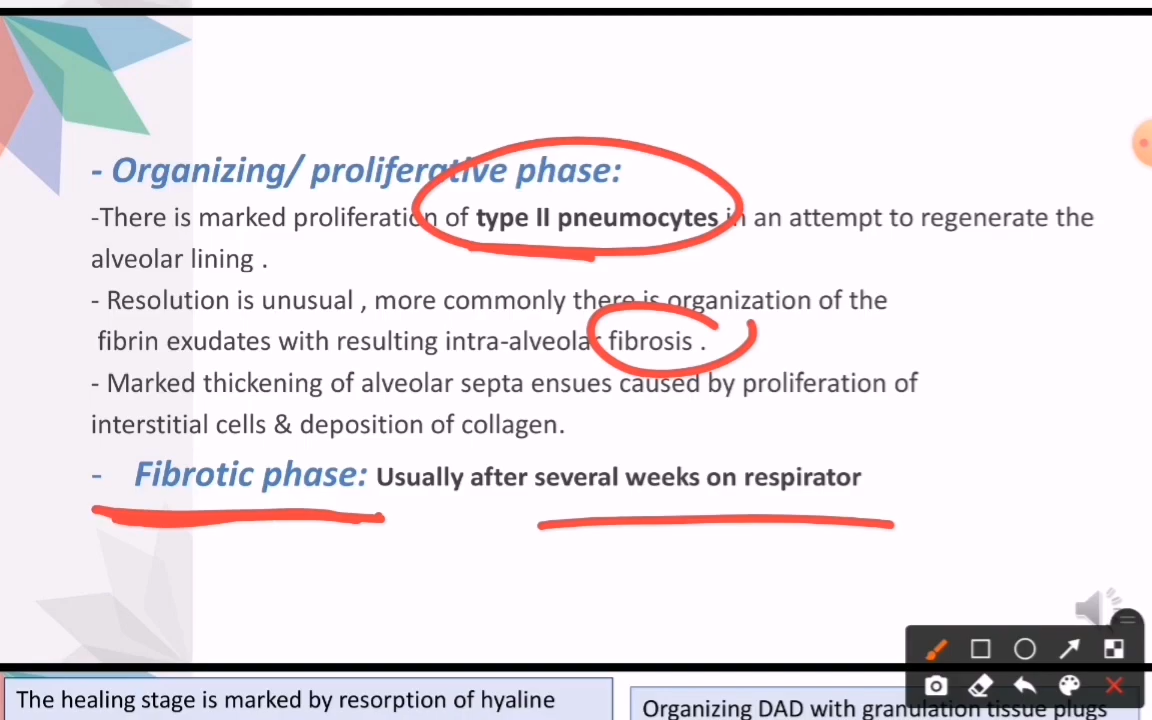 - Organizing/ proliferative phase:
-There is marked proliferation of type II pneumocytes in an attempt to regenerate the
alveolar lining .
- Resolution is unusual , more commonly there is organization of the
fibrin exudates with resulting intra-alveolar fibrosis .
- Marked thickening of alveolar septa ensues caused by proliferation of
interstitial cells & deposition of collagen.
- Fibrotic phase: Usually after several weeks on respirator
The healing stage is marked by resorption of hyaline
Organizing DAD with granulation tissue plugs